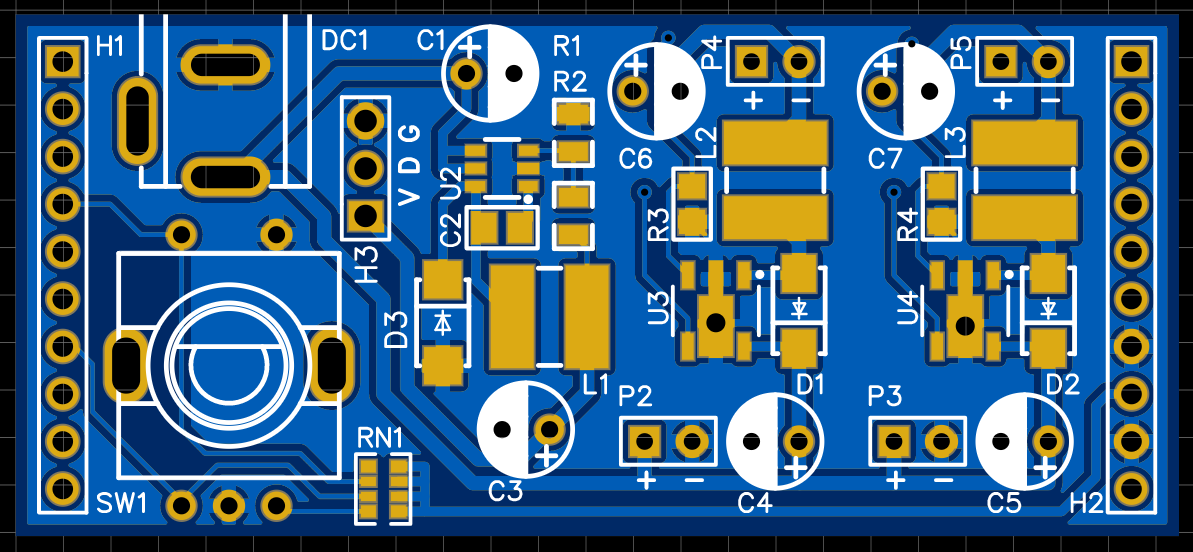 H1
DC1
C1
+
R1
R2
P4
+ −
P5
+ −
+
+
C6
C7
L2
L3
G
D
V
H3
U2
C2
R3
R4
U3
U4
D3
L1
D1
D2
P2
P3
+ −
+ −
RN1
SW1
C3
+
C4
+
C5
+
H2